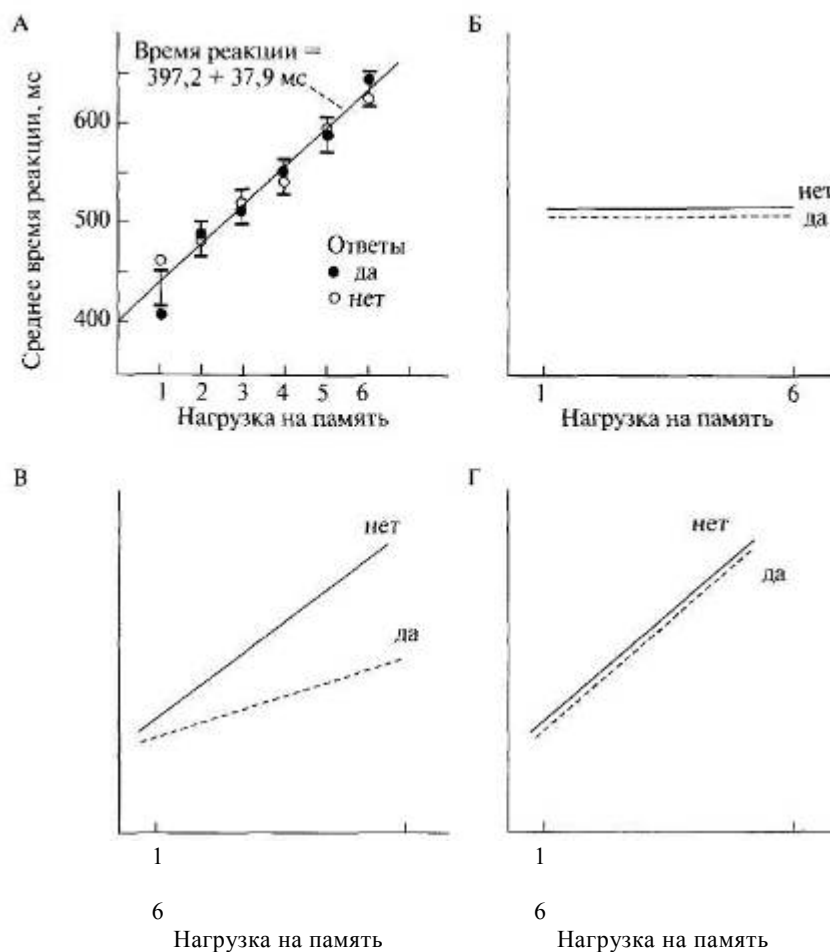 А
Время реакции =
397,2 + 37,9 мс
Среднее время реакции, мс
600
500
400
Ответы
да
нет
1 2 3 4 5 6
Нагрузка на память
Б
нет
да
1 6
Нагрузка на память
В
нет
да
1
6
Нагрузка на память
Г
нет
да
1
6
Нагрузка на память